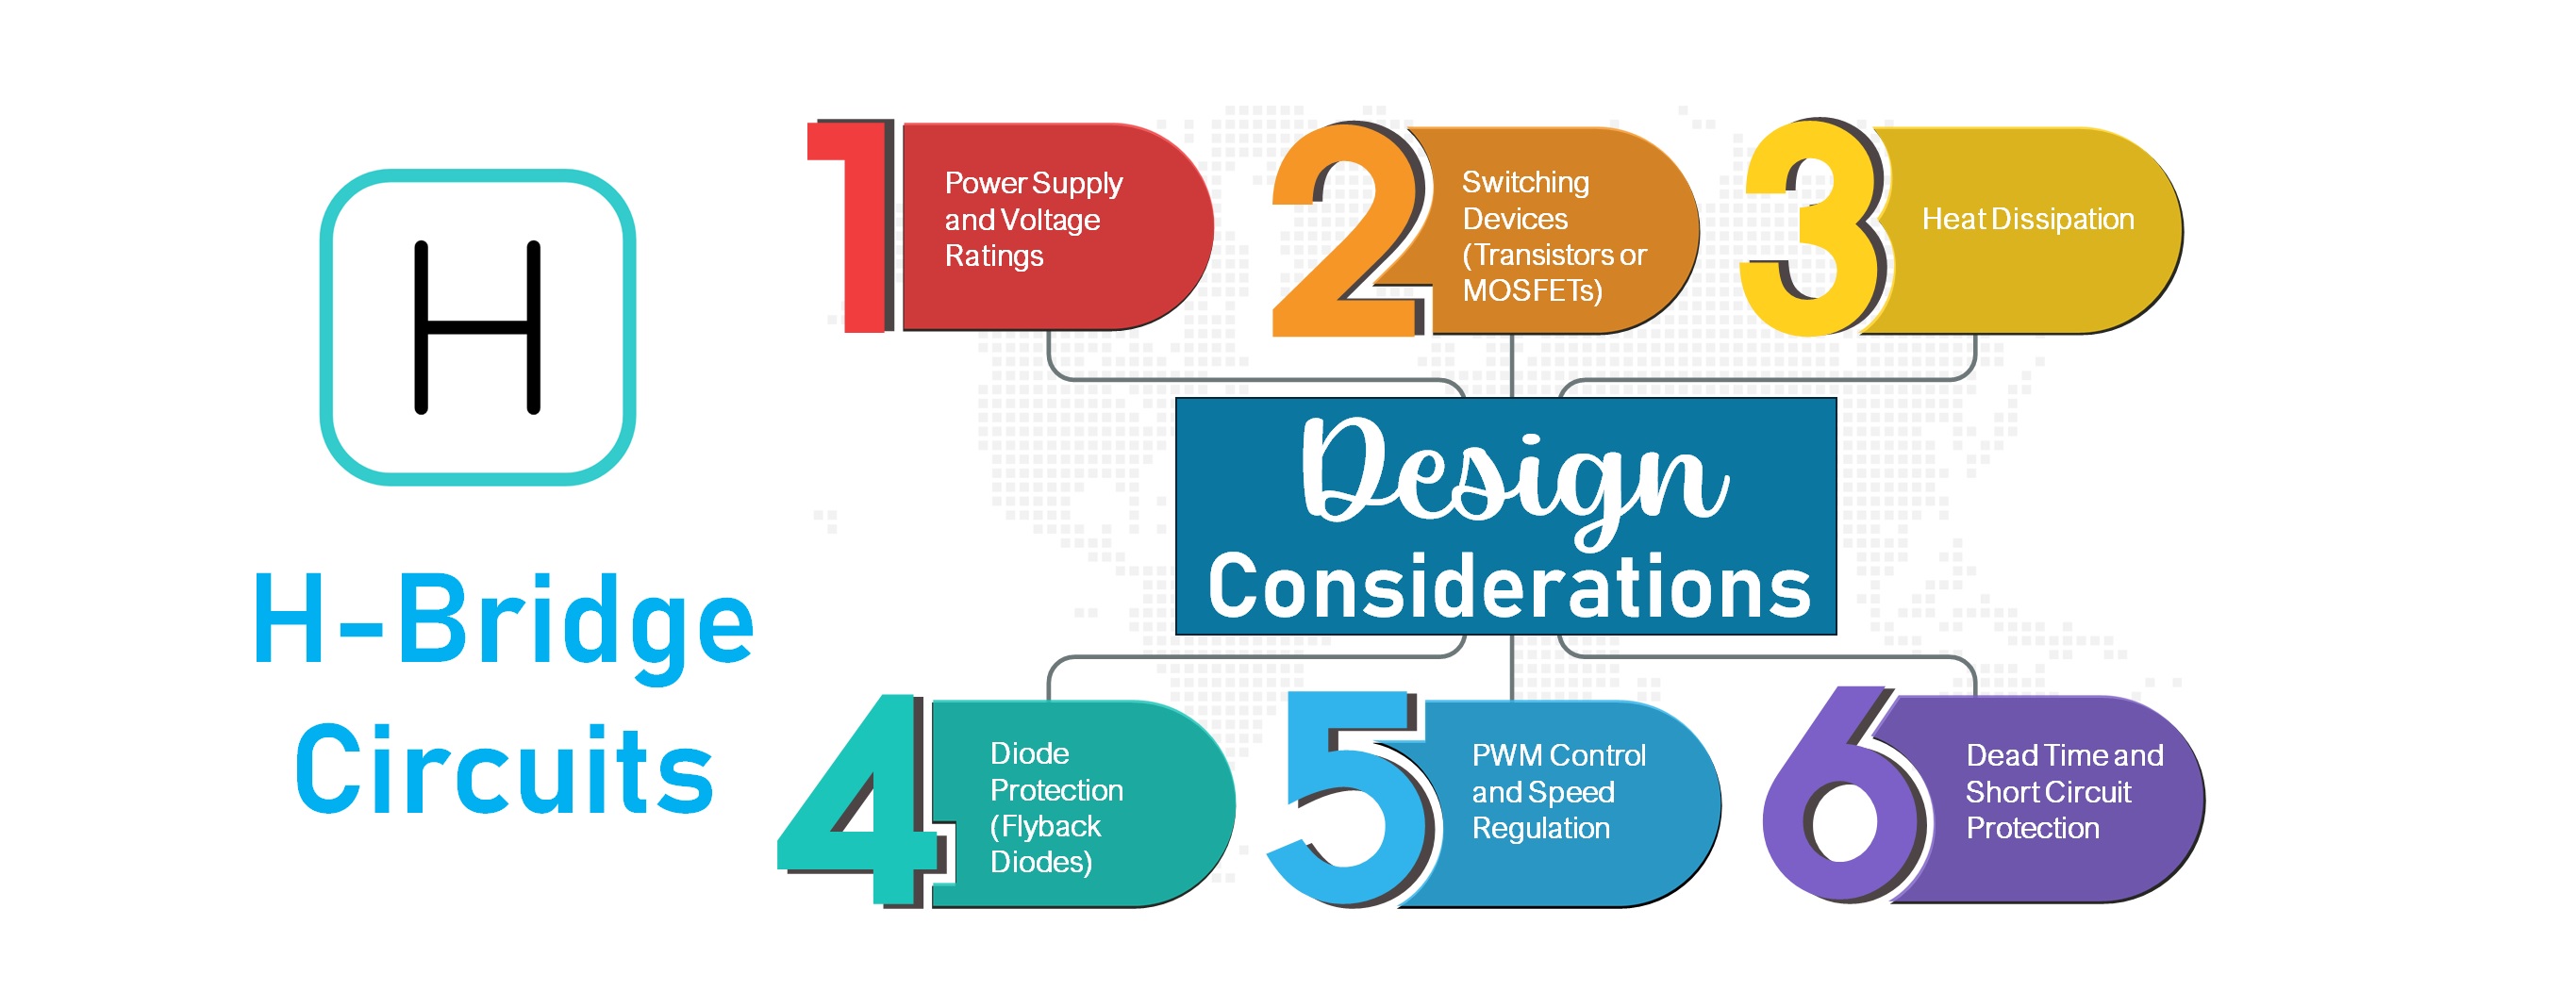 H
H-Bridge
Circuits
1
Power Supply
and Voltage
Ratings
2
Switching
Devices
(Transistors or
MOSFETs)
3
Heat Dissipation
Design
Considerations
4
Diode
Protection
(Flyback
Diodes)
5
PWM Control
and Speed
Regulation
6
Dead Time and
Short Circuit
Protection